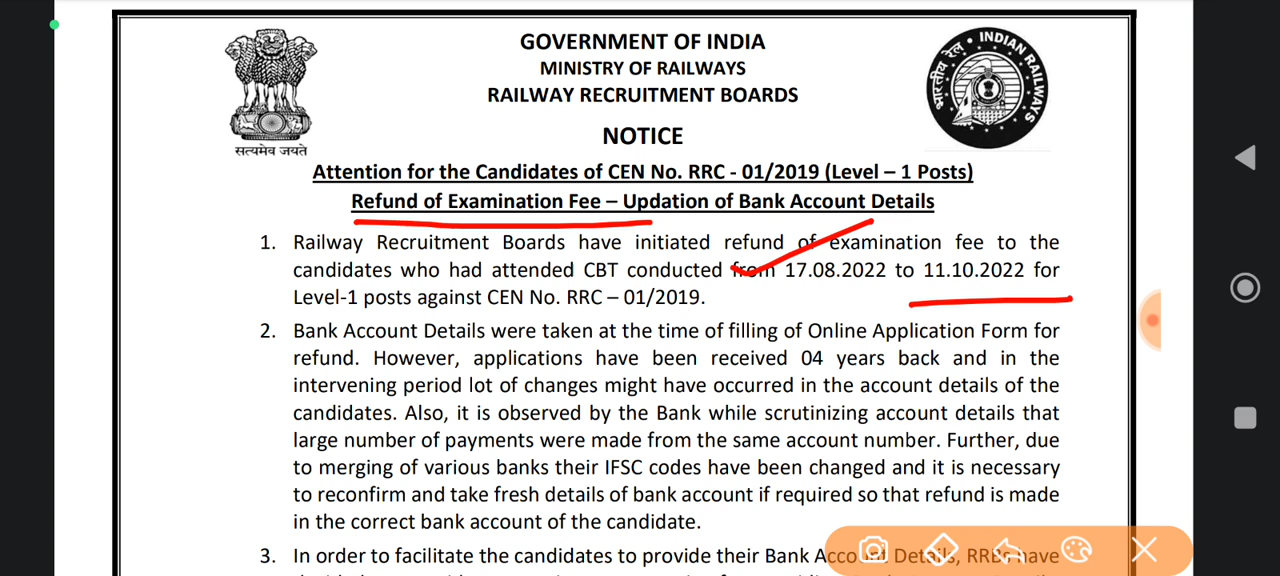 GOVERNMENT OF INDIA
MINISTRY OF RAILWAYS
RAILWAY RECRUITMENT BOARDS
सत्यमेव जयते
भारतीय रेल • INDIAN RAILWAYS
NOTICE
Attention for the Candidates of CEN No. RRC - 01/2019 (Level – 1 Posts)
Refund of Examination Fee – Updation of Bank Account Details
1. Railway Recruitment Boards have initiated refund of examination fee to the
candidates who had attended CBT conducted from 17.08.2022 to 11.10.2022 for
Level-1 posts against CEN No. RRC – 01/2019.
2. Bank Account Details were taken at the time of filling of Online Application Form for
refund. However, applications have been received 04 years back and in the
intervening period lot of changes might have occurred in the account details of the
candidates. Also, it is observed by the Bank while scrutinizing account details that
large number of payments were made from the same account number. Further, due
to merging of various banks their IFSC codes have been changed and it is necessary
to reconfirm and take fresh details of bank account if required so that refund is made
in the correct bank account of the candidate.
3. In order to facilitate the candidates to provide their Bank Account Details, RRBs have